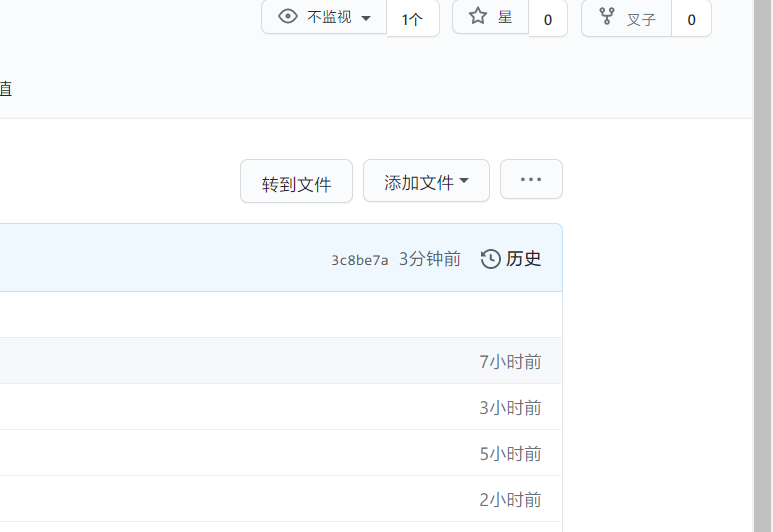 不监视 1个 星 0 叉子 0
值
转到文件 添加文件 ···
3c8be7a 3分钟前 历史
7小时前
3小时前
5小时前
2小时前